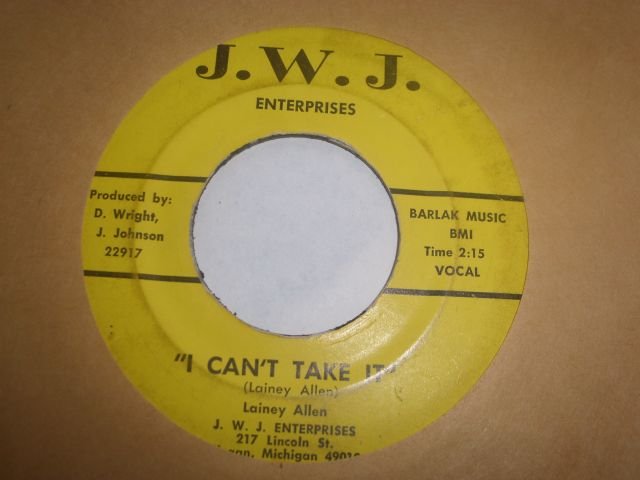 J. W. J.
ENTERPRISES
Produced by:
D. Wright,
J. Johnson
22917
BARLAK MUSIC
BMI
Time 2:15
VOCAL
"I CAN'T TAKE IT"
(Lainey Allen)
Lainey Allen
J. W. J. ENTERPRISES
217 Lincoln St.
Michigan